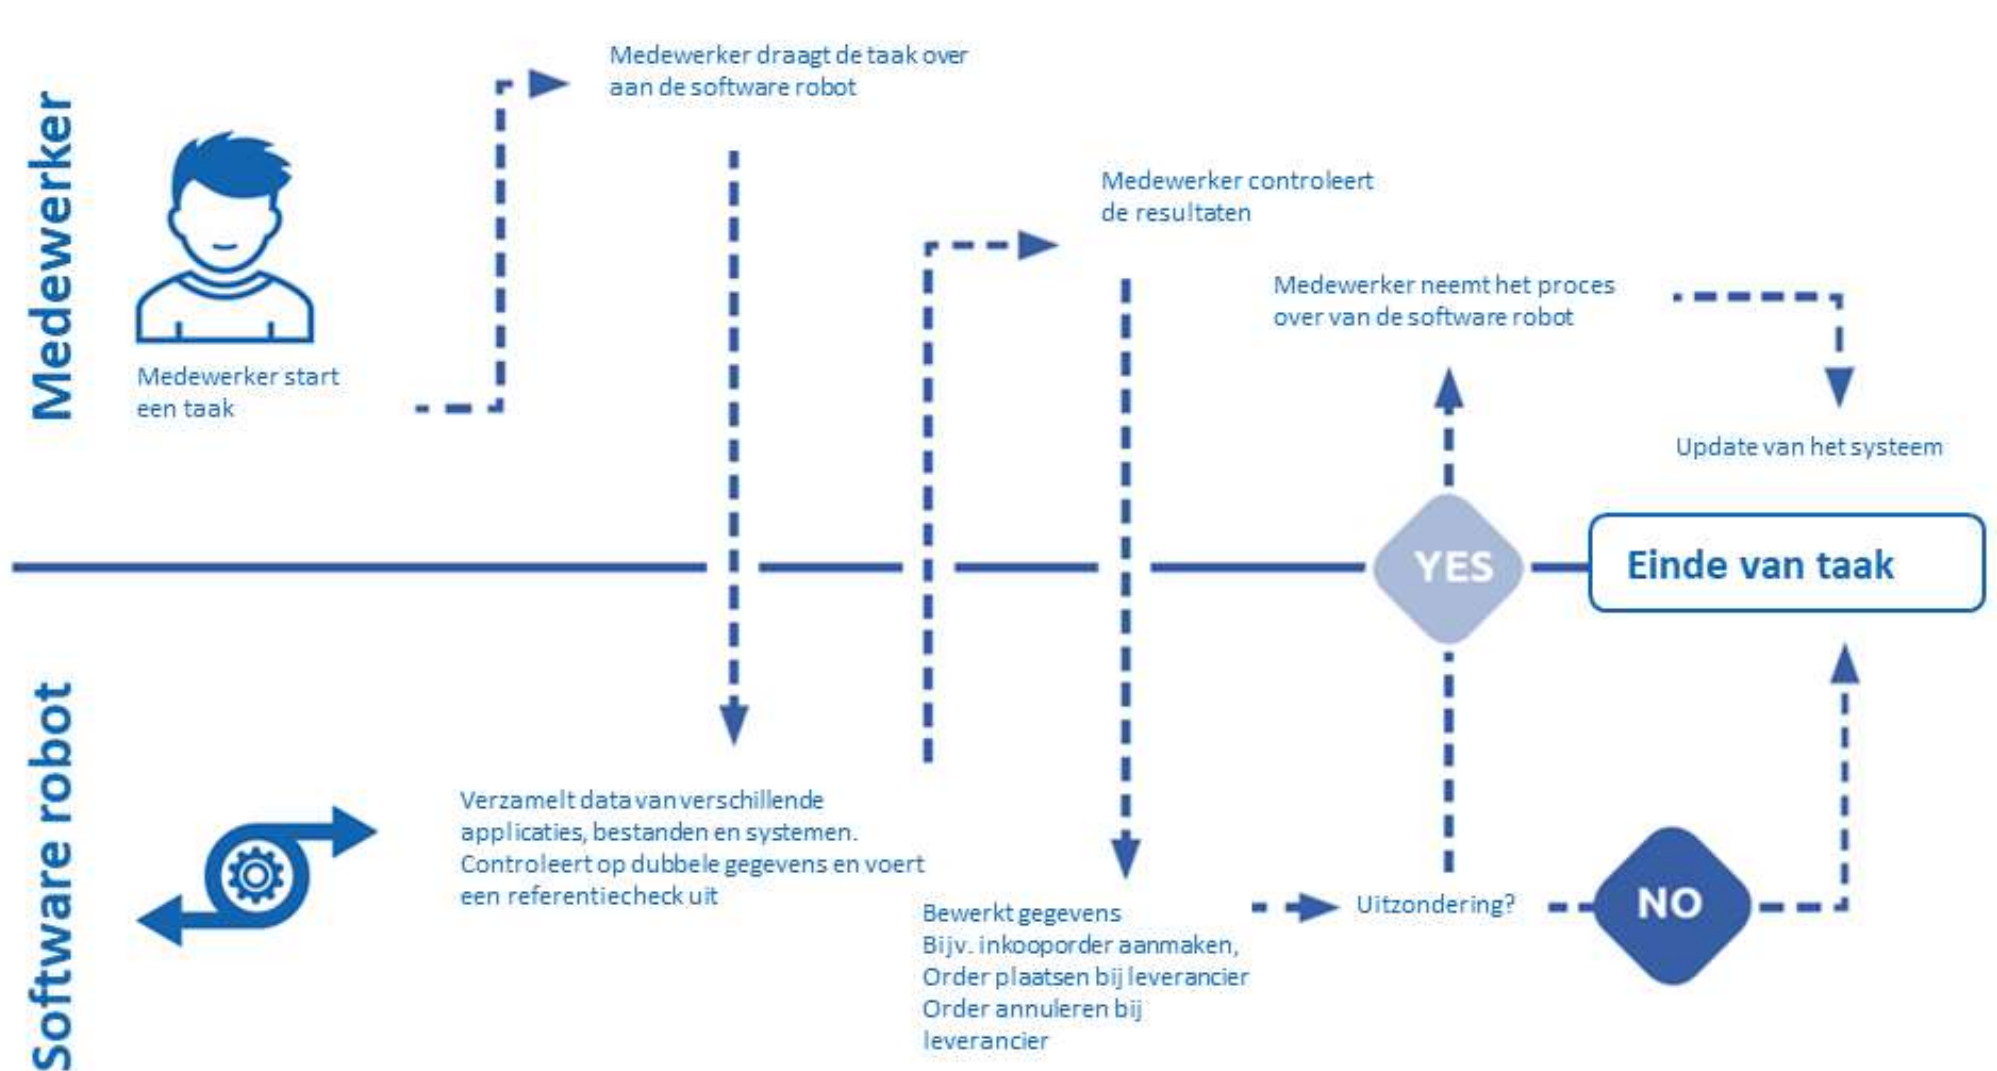 Medewerker
Medewerker start
een taak
Medewerker draagt de taak over
aan de software robot
Medewerker controleert
de resultaten
Medewerker neemt het proces
over van de software robot
Update van het systeem
YES
Einde van taak
Software robot
Verzamelt data van verschillende
applicaties, bestanden en systemen.
Controleert op dubbele gegevens en voert
een referentiecheck uit
Bewerkt gegevens
Bijv. inkooporder aanmaken,
Order plaatsen bij leverancier
Order annuleren bij
leverancier
Uitzondering?
NO